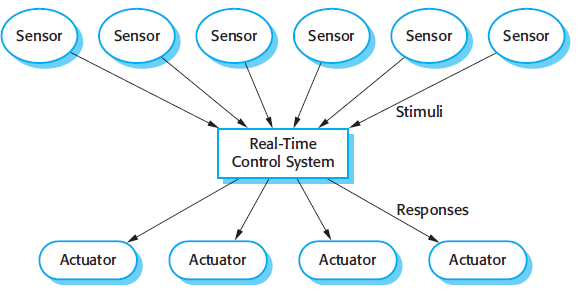 Sensor
Sensor
Sensor
Sensor
Sensor
Sensor
Stimuli
Real-Time
Control System
Responses
Actuator
Actuator
Actuator
Actuator